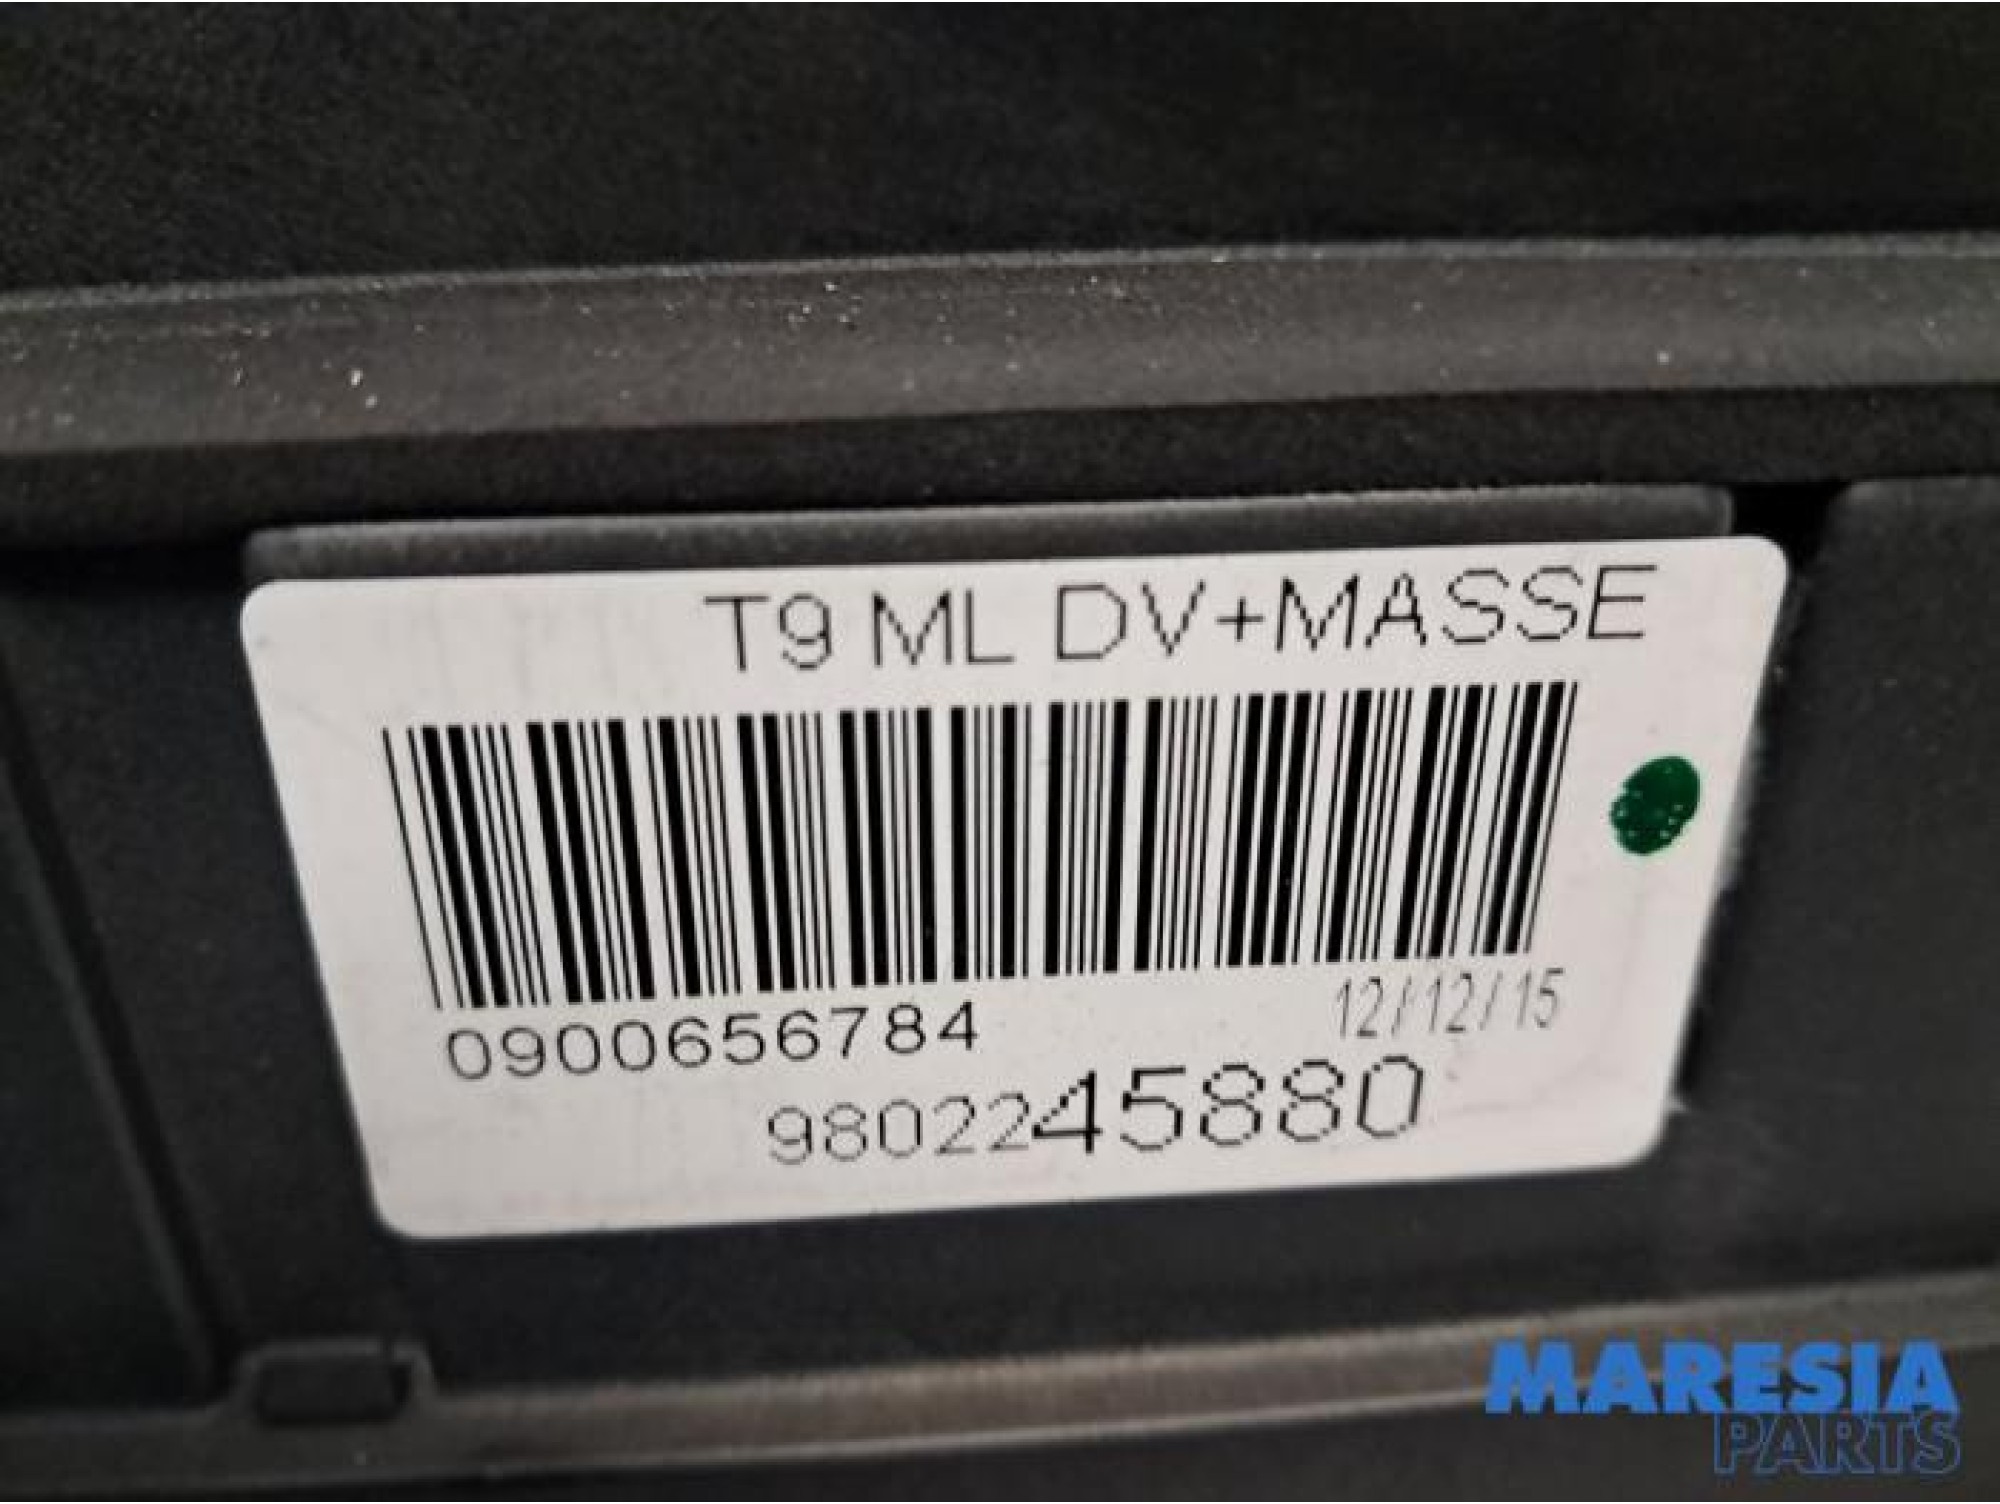 T9 ML DV+MASSE
0900656784
12/12/15
9802245880
MARESIA
PARTS